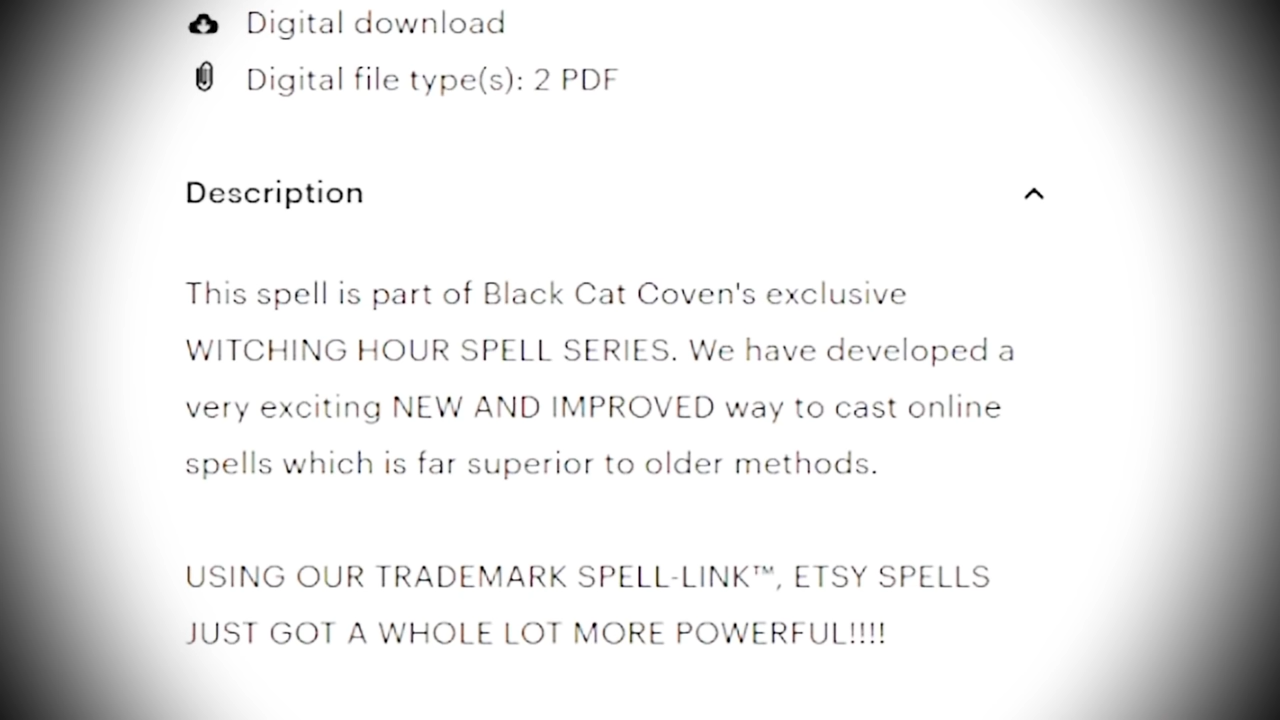 Digital download
Digital file type(s): 2 PDF
Description
This spell is part of Black Cat Coven's exclusive
WITCHING HOUR SPELL SERIES. We have developed a
very exciting NEW AND IMPROVED way to cast online
spells which is far superior to older methods.
USING OUR TRADEMARK SPELL-LINK™, ETSY SPELLS
JUST GOT A WHOLE LOT MORE POWERFUL!!!!